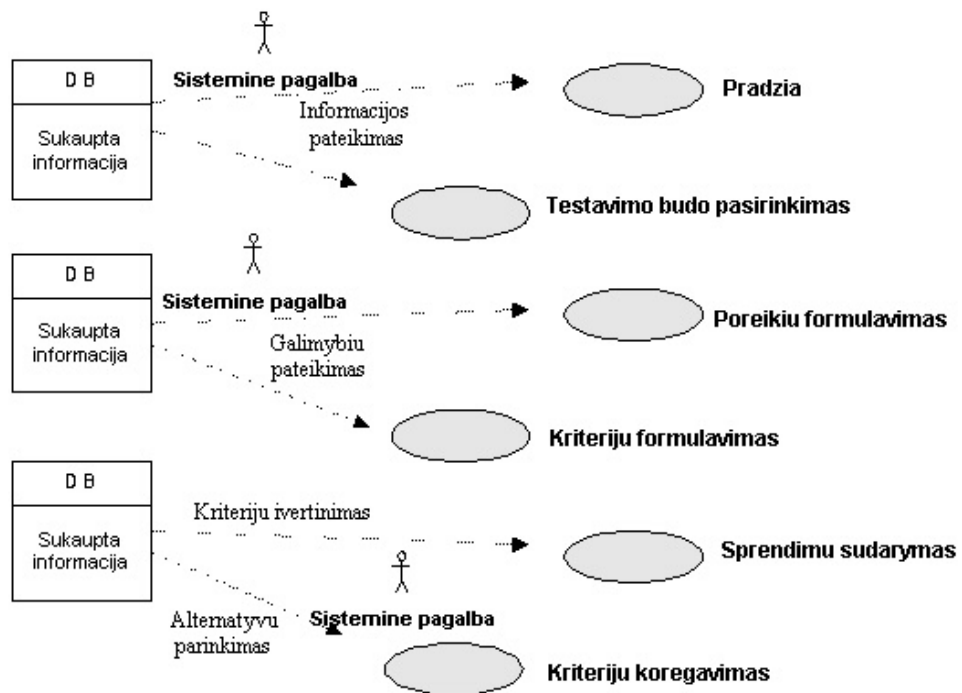 D B
Sukaupta
informacija
Sistemine pagalba
Informacijos
pateikimas
Pradzia
Testavimo budo pasirinkimas
D B
Sukaupta
informacija
Sistemine pagalba
Galimybiu
pateikimas
Poreikiu formulavimas
Kriteriju formulavimas
D B
Sukaupta
informacija
Kriteriju ivertinimas
Sprendimu sudarymas
Alternatyvu
parinkimas
Sistemine pagalba
Kriteriju koregavimas